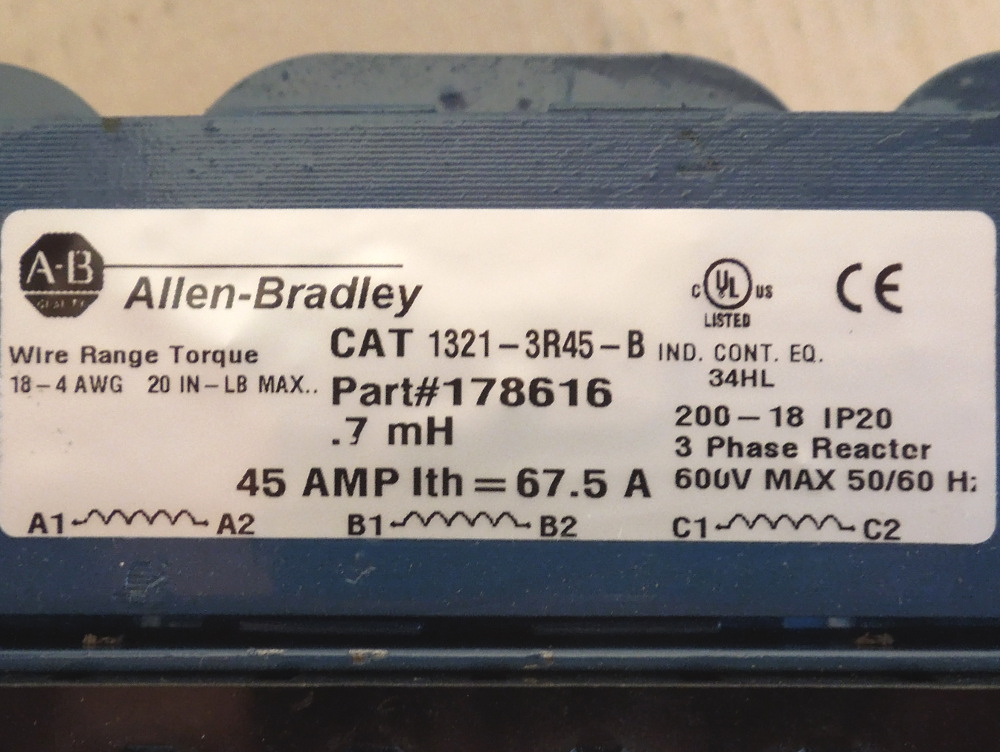 A-B
QUALITY
Allen-Bradley
C UL US
LISTED
CE
Wire Range Torque
18-4 AWG 20 IN-LB MAX..
CAT 1321-3R45-B
Part#178616
.7 mH
45 AMP Ith = 67.5 A
IND. CONT. EQ.
34HL
200-18 IP20
3 Phase Reactor
600V MAX 50/60 Hz
A1 A2 B1 B2 C1 C2